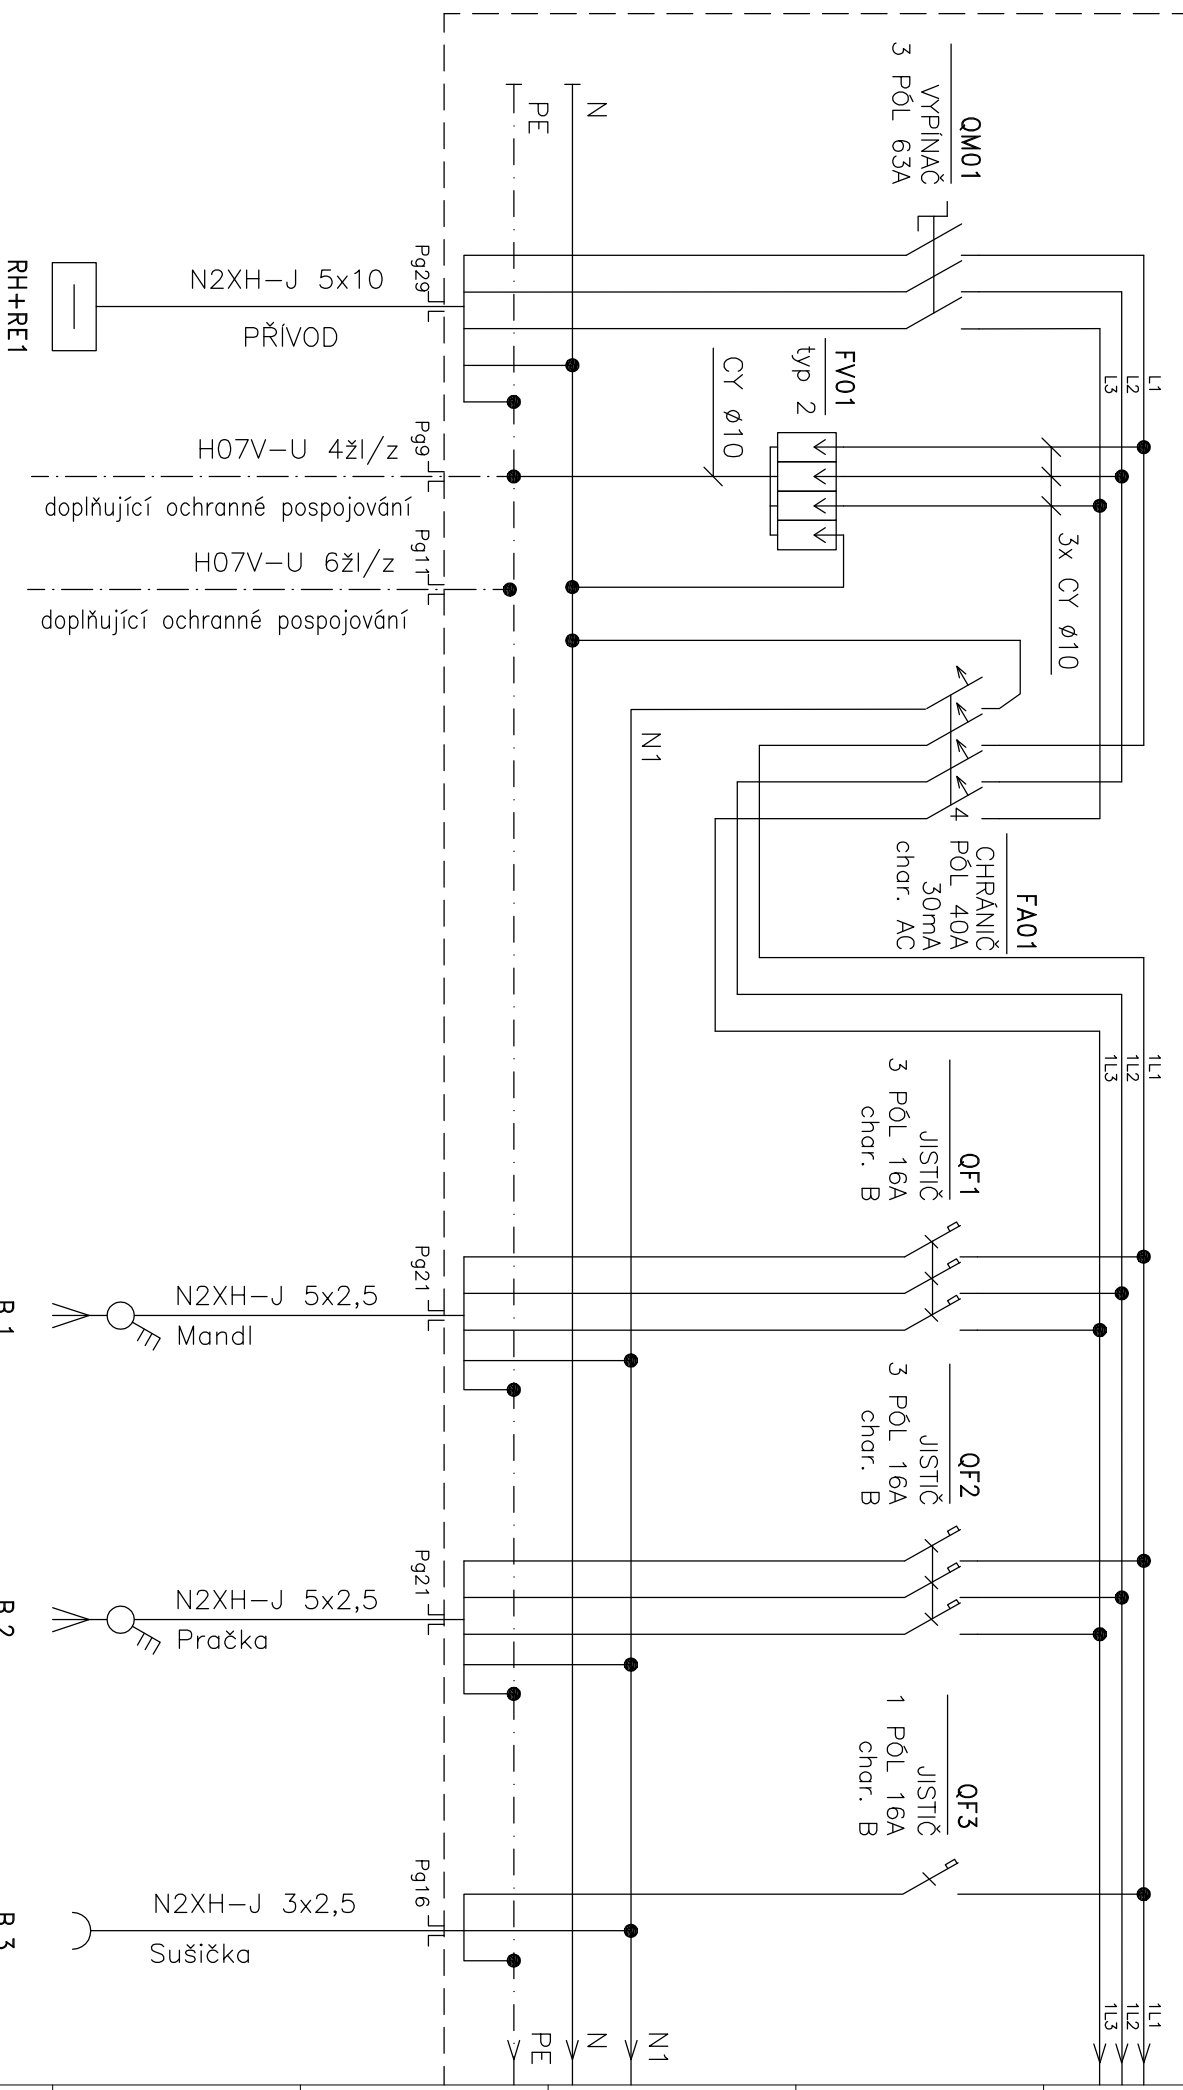 QM01
VYPÍNAČ
3 PÓL 63A
N
PE
L1
L2
L3
Pg29
N2XH-J 5x10
PŘÍVOD
RH+RE1
FV01
typ 2
CY ø10
3x CY ø10
Pg9
H07V-U 4žl/z
doplňující ochranné pospojování
Pg11
H07V-U 6žl/z
doplňující ochranné pospojování
N1
FA01
CHRÁNIČ
4 PÓL 40A
30mA
char. AC
1L1
1L2
1L3
QF1
JISTIČ
3 PÓL 16A
char. B
Pg21
N2XH-J 5x2,5
Mandl
B.1
QF2
JISTIČ
3 PÓL 16A
char. B
Pg21
N2XH-J 5x2,5
Pračka
B.2
QF3
JISTIČ
1 PÓL 16A
char. B
Pg16
N2XH-J 3x2,5
Sušička
B.3
1L1
1L2
1L3
N1
N
PE